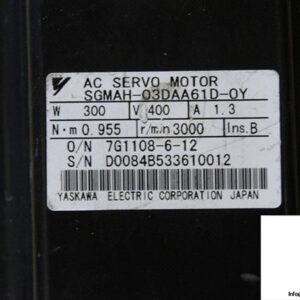 AC SERVO MOTOR
SGMAH-03DAA61D-0Y
W 300 V 400 A 1.3
N·m 0.955 r/min 3000 Ins.B
O/N 7G1108-6-12
S/N D0084B533610012
YASKAWA ELECTRIC CORPORATION JAPAN